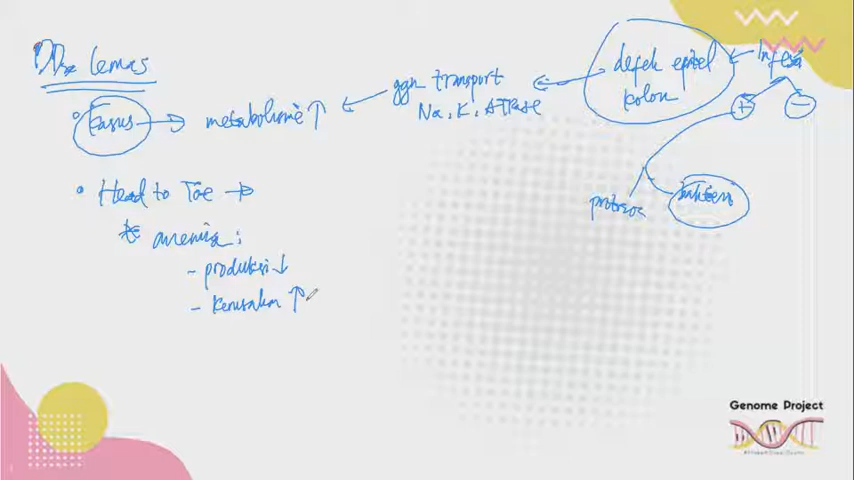 DDx lemas
• Kasus → metabolisme ↑ ← ggn transport Na, K, ATPase ← defek epitel kolon ← Infeksi
+ -
protozoa bakteri
• Head to Toe →
* anemia :
- produksi ↓
- kerusakan ↑
Genome Project